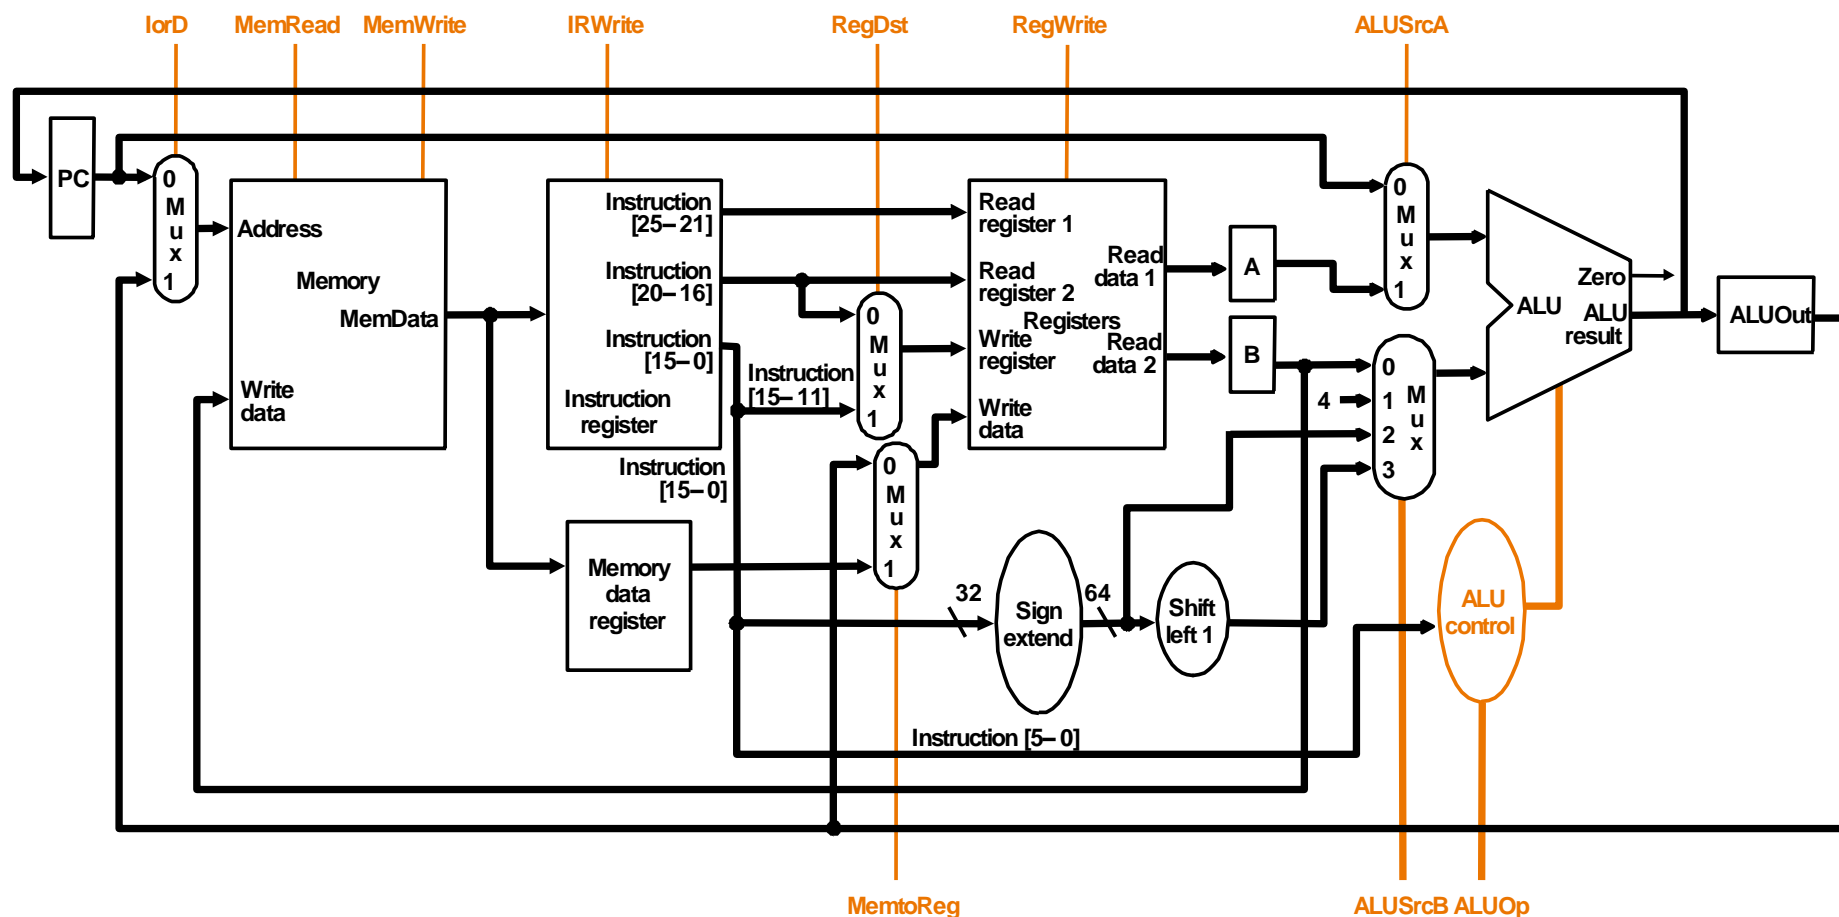 IorD
MemRead
MemWrite
IRWrite
RegDst
RegWrite
ALUSrcA
PC
0
M
u
x
1
Address
Memory
MemData
Write
data
Instruction
[25–21]
Instruction
[20–16]
Instruction
[15–0]
Instruction
register
Instruction
[15–0]
Instruction
[15–11]
0
M
u
x
1
0
M
u
x
1
Memory
data
register
Read
register 1
Read
register 2
Registers
Write
register
Write
data
Read
data 1
Read
data 2
A
B
4
0
M
u
x
1
0
1
2
3
M
u
x
Zero
ALU
ALU
result
ALUOut
32
Sign
extend
64
Shift
left 1
ALU
control
Instruction [5–0]
MemtoReg
ALUSrcB
ALUOp